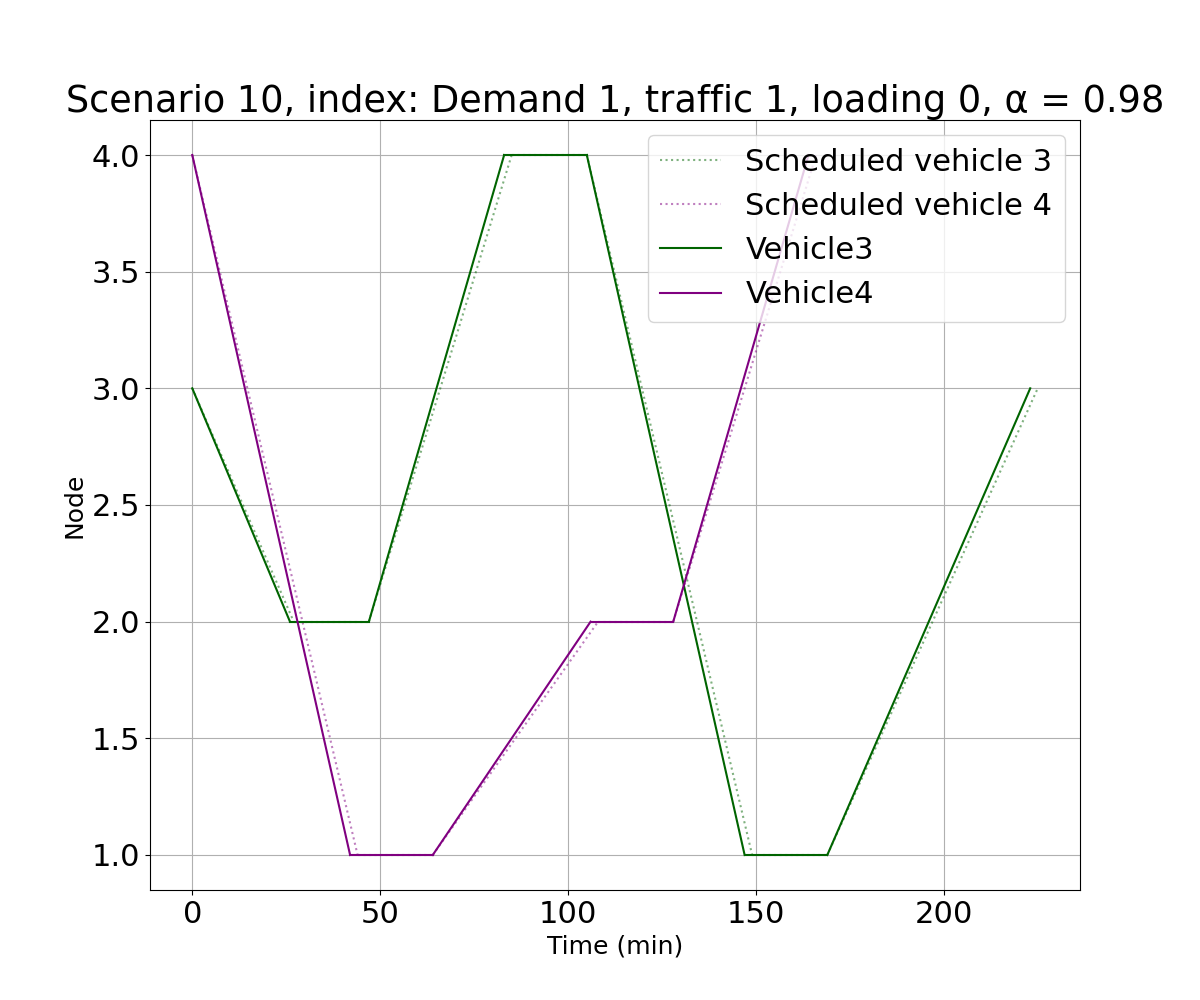 Scenario 10, index: Demand 1, traffic 1, loading 0, α = 0.98
Scheduled vehicle 3
Scheduled vehicle 4
Vehicle3
Vehicle4
Node
4.0
3.5
3.0
2.5
2.0
1.5
1.0
0 50 100 150 200
Time (min)